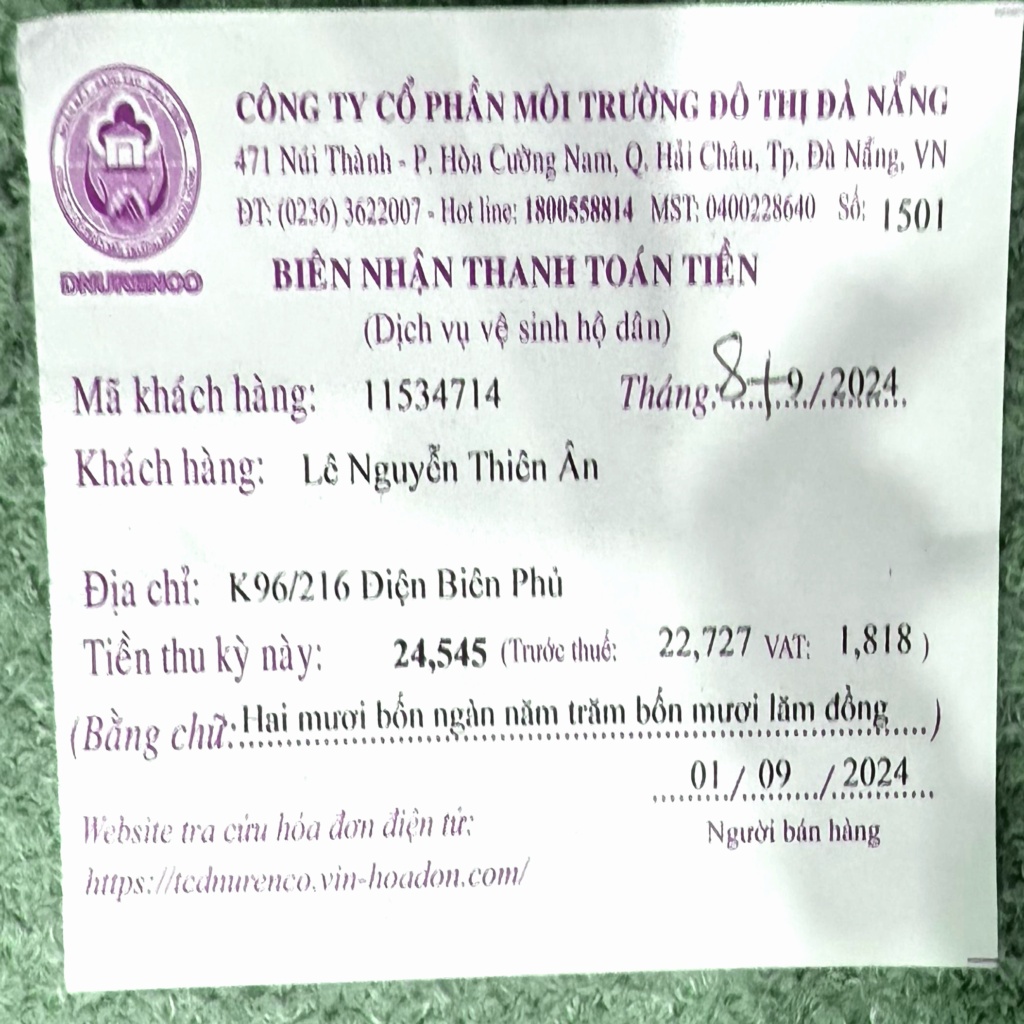 CÔNG TY CỔ PHẦN MÔI TRƯỜNG ĐÔ THỊ ĐÀ NẴNG
471 Núi Thành - P. Hòa Cường Nam, Q. Hải Châu, Tp. Đà Nẵng, VN
ĐT: (0236) 3622007 - Hot line: 1800558814 MST: 0400228640 Số: 1501
DNURENCO
BIÊN NHẬN THANH TOÁN TIỀN
(Dịch vụ vệ sinh hộ dân)
Mã khách hàng: 11534714 Tháng: 8+9/2024
Khách hàng: Lê Nguyễn Thiên Ân
Địa chỉ: K96/216 Điện Biên Phủ
Tiền thu kỳ này: 24,545 (Trước thuế: 22,727 VAT: 1,818 )
(Bằng chữ: Hai mươi bốn ngàn năm trăm bốn mươi lăm đồng)
01 / 09 / 2024
Website tra cứu hóa đơn điện tử:
Người bán hàng
https://tcdnurenco.vin-hoadon.com/